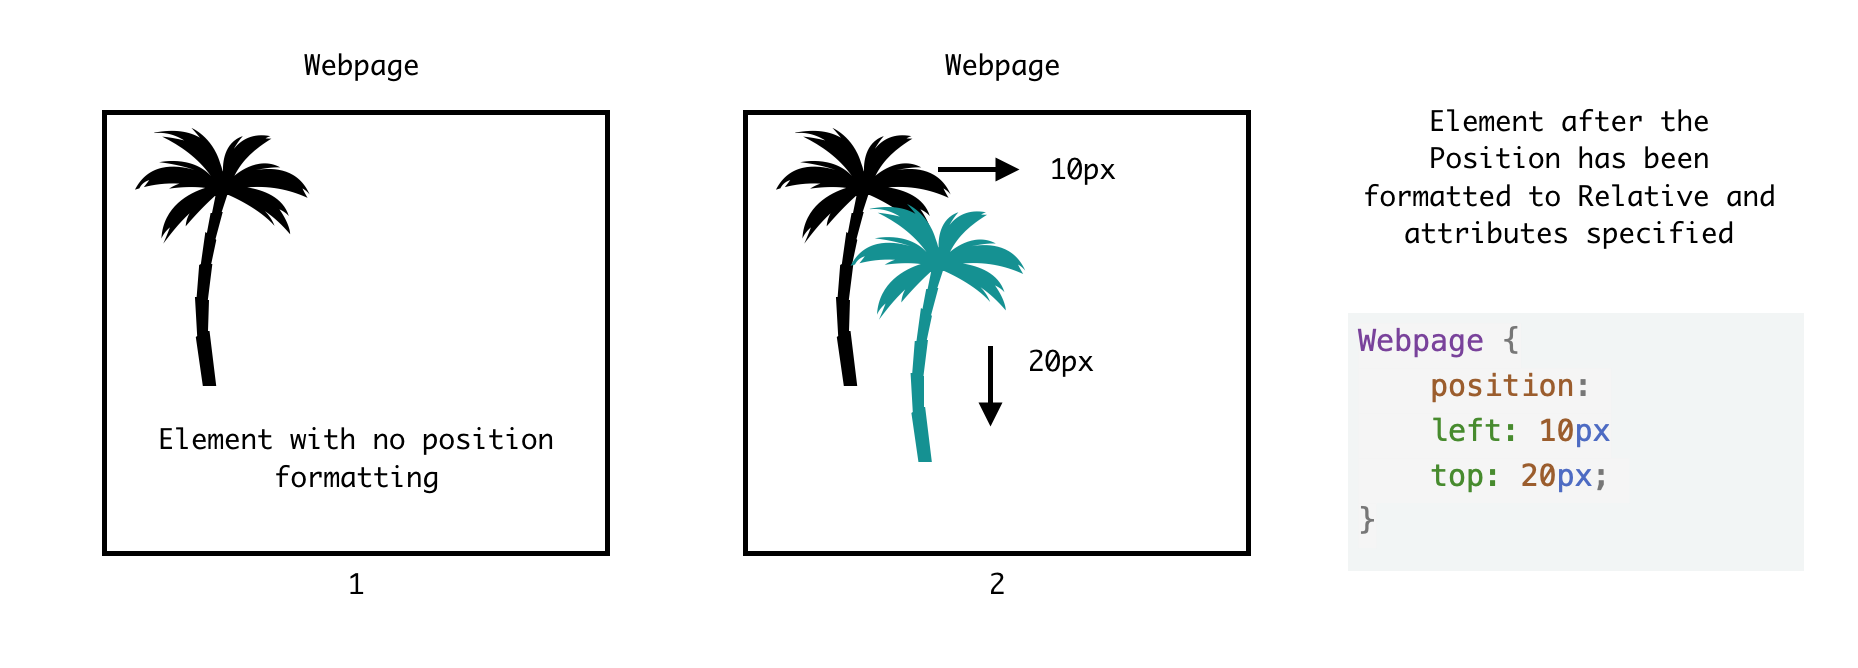 Webpage
Element with no position
formatting
1
Webpage
10px
20px
2
Element after the
Position has been
formatted to Relative and
attributes specified
Webpage {
position:
left: 10px
top: 20px;
}